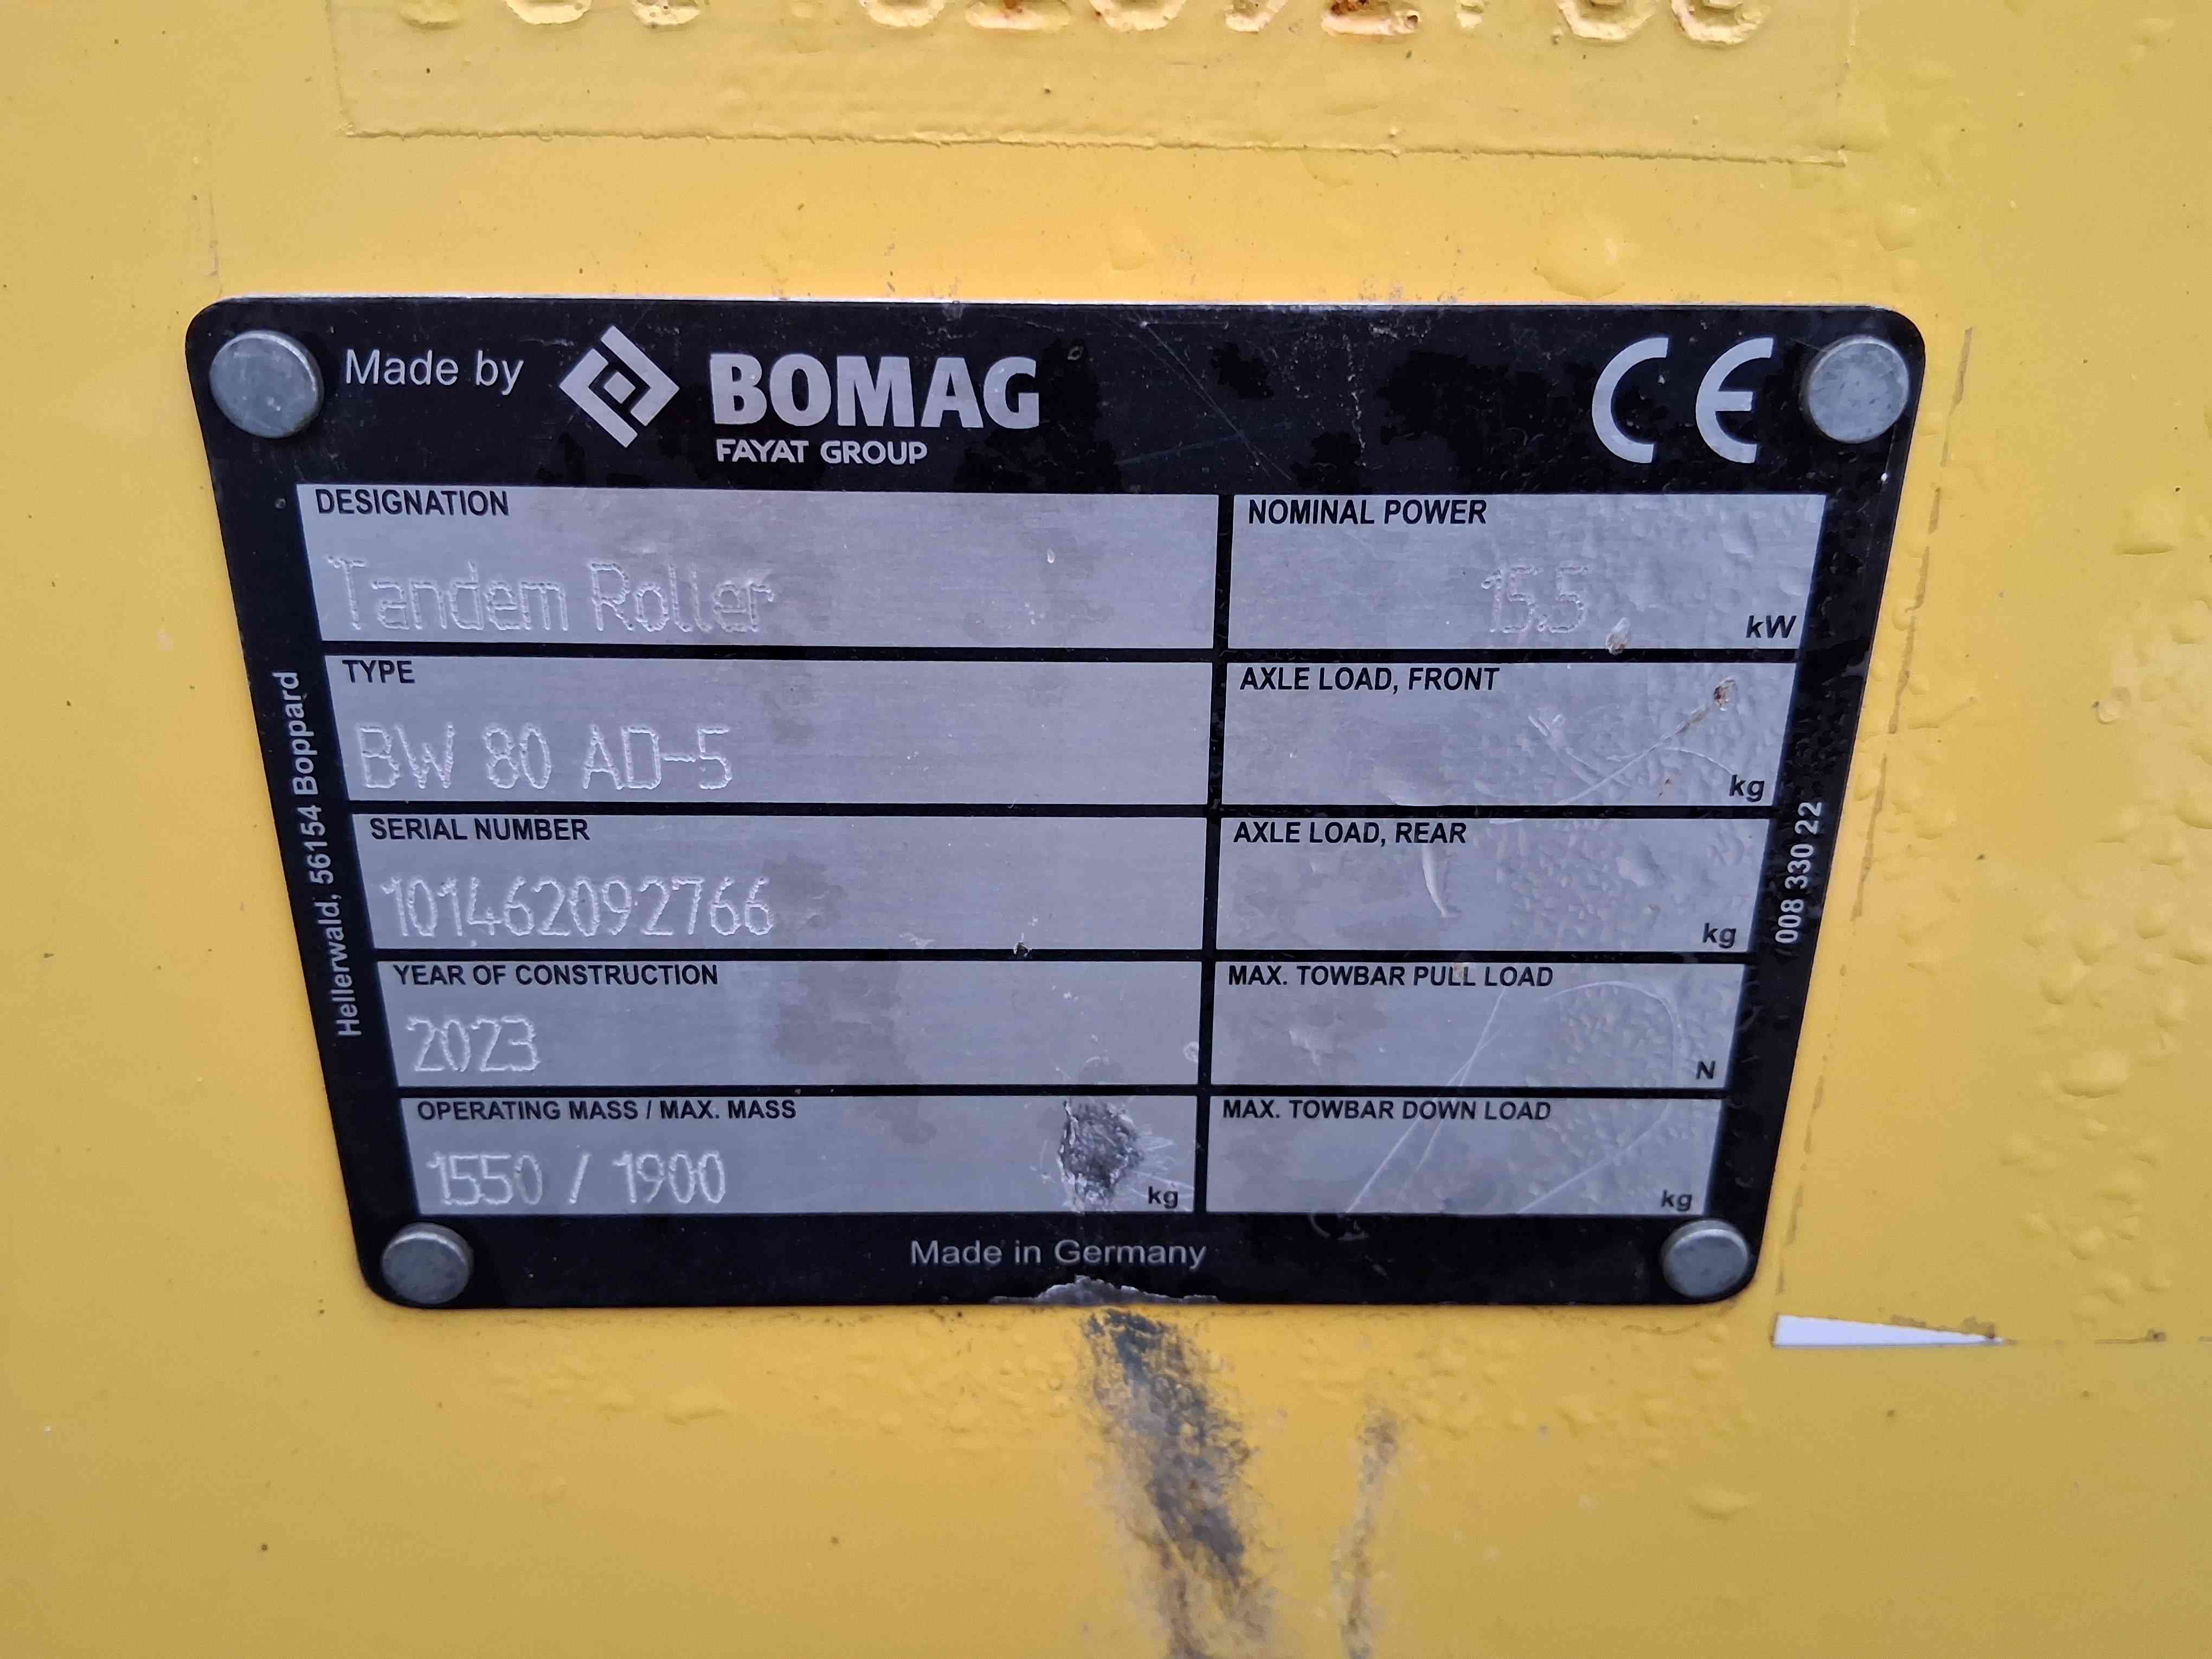 Made by BOMAG
FAYAT GROUP
CE
DESIGNATION
Tandem Roller
NOMINAL POWER
15.5 kW
TYPE
BW 80 AD-5
AXLE LOAD, FRONT
kg
SERIAL NUMBER
101462092766
AXLE LOAD, REAR
kg
YEAR OF CONSTRUCTION
2023
MAX. TOWBAR PULL LOAD
N
OPERATING MASS / MAX. MASS
1550 / 1900 kg
MAX. TOWBAR DOWN LOAD
kg
Made in Germany
Hellerwald, 56154 Boppard
008 330 22